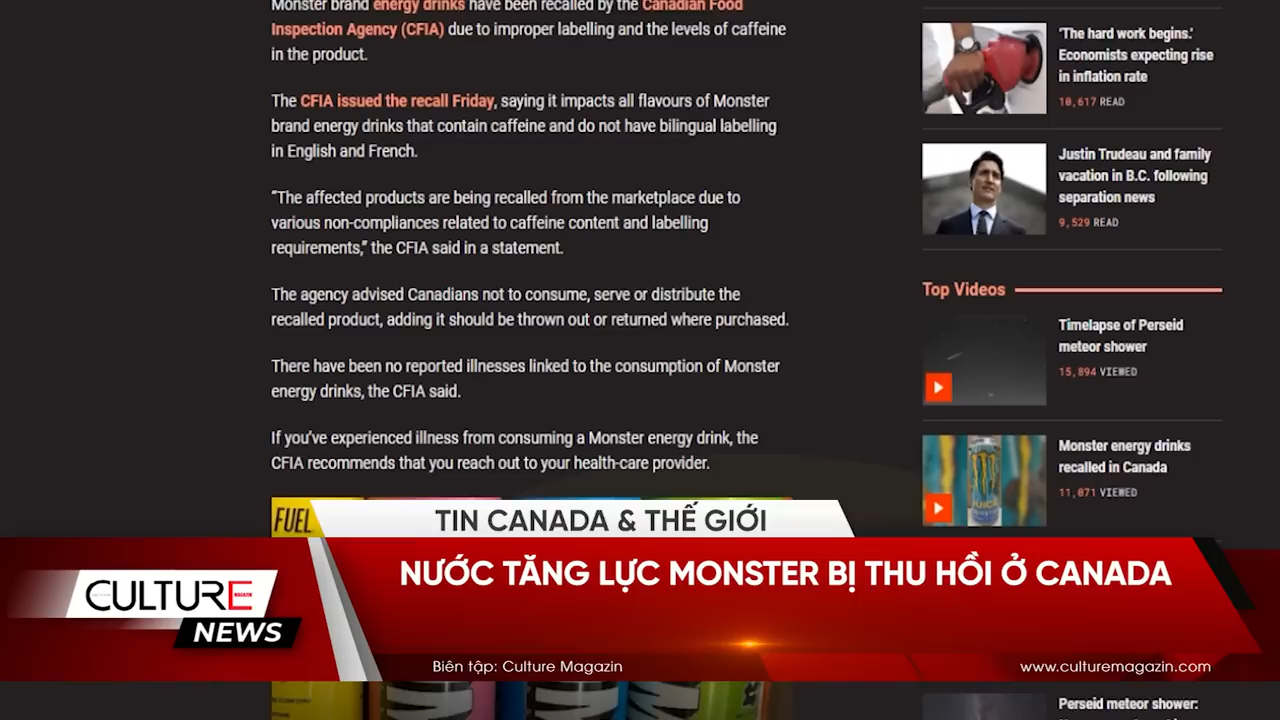 Monster brand energy drinks have been recalled by the Canadian Food
Inspection Agency (CFIA) due to improper labelling and the levels of caffeine
in the product.
The CFIA issued the recall Friday, saying it impacts all flavours of Monster
brand energy drinks that contain caffeine and do not have bilingual labelling
in English and French.
“The affected products are being recalled from the marketplace due to
various non-compliances related to caffeine content and labelling
requirements,” the CFIA said in a statement.
The agency advised Canadians not to consume, serve or distribute the
recalled product, adding it should be thrown out or returned where purchased.
There have been no reported illnesses linked to the consumption of Monster
energy drinks, the CFIA said.
If you’ve experienced illness from consuming a Monster energy drink, the
CFIA recommends that you reach out to your health-care provider.
FUEL
‘The hard work begins.’
Economists expecting rise
in inflation rate
10,617 READ
Justin Trudeau and family
vacation in B.C. following
separation news
9,529 READ
Top Videos
Timelapse of Perseid
meteor shower
15,894 VIEWED
Monster energy drinks
recalled in Canada
11,071 VIEWED
JUICE
TIN CANADA & THẾ GIỚI
NƯỚC TĂNG LỰC MONSTER BỊ THU HỒI Ở CANADA
CULTURE
NEWS
Biên tập: Culture Magazin
www.culturemagazin.com
Perseid meteor shower: